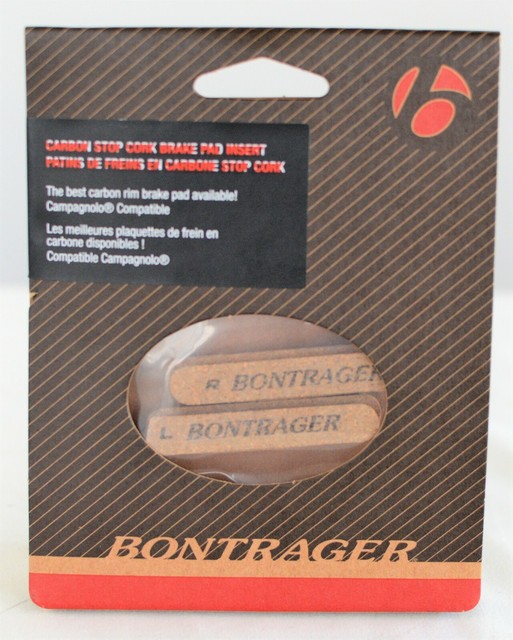 CARBON STOP CORK BRAKE PAD INSERT
PATINS DE FREINS EN CARBONE STOP CORK
The best carbon rim brake pad available!
Campagnolo® Compatible
Les meilleures plaquettes de frein en
carbone disponibles !
Compatible Campagnolo®
R BONTRAGER
L BONTRAGER
BONTRAGER